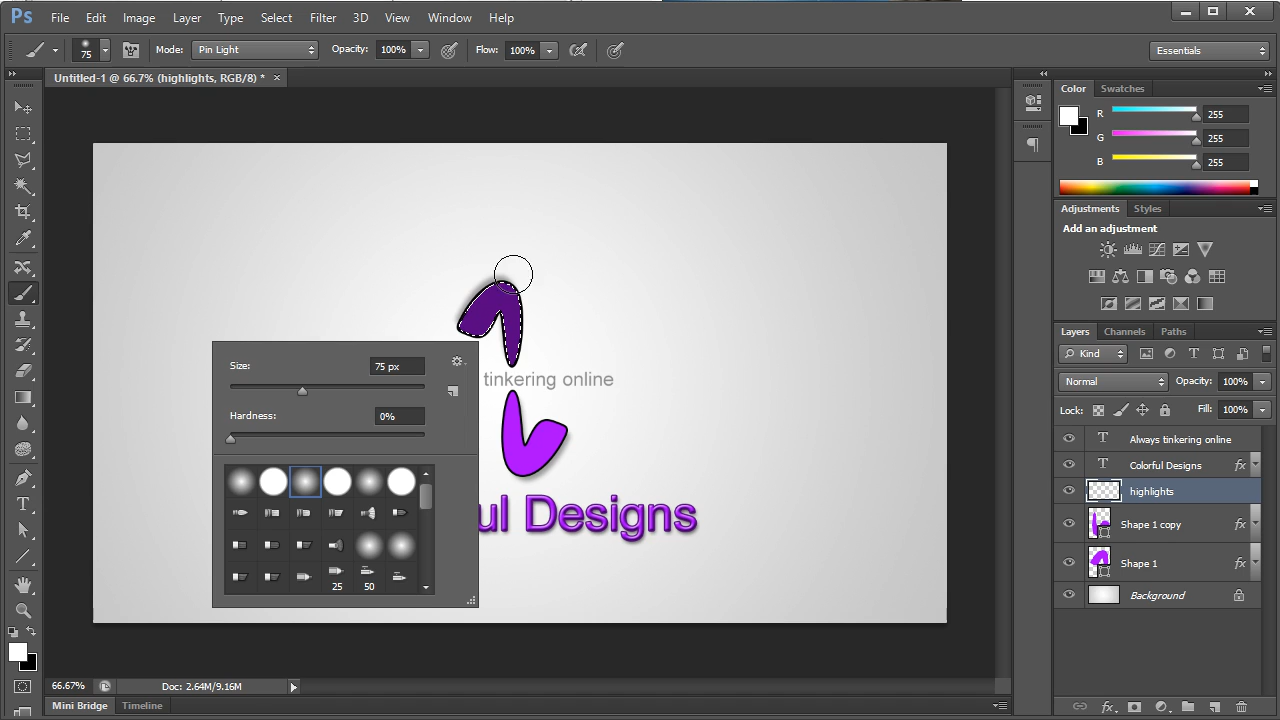 Ps File Edit Image Layer Type Select Filter 3D View Window Help
75 Mode: Pin Light Opacity: 100% Flow: 100% Essentials
Untitled-1 @ 66.7% (highlights, RGB/8) * ×
Color Swatches
R 255
G 255
B 255
Adjustments Styles
Add an adjustment
Layers Channels Paths
Kind
Normal Opacity: 100%
Lock: Fill: 100%
T Always tinkering online
T Colorful Designs fx
highlights
Shape 1 copy fx
Shape 1 fx
Background
tinkering online
ul Designs
Size: 75 px
Hardness: 0%
25 50
66.67% Doc: 2.64M/9.16M
Mini Bridge Timeline